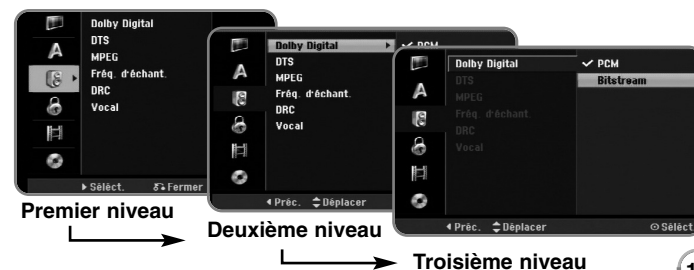 Dolby Digital
DTS
MPEG
Fréq. d'échant.
DRC
Vocal
Séléct.
Fermer
Premier niveau
Dolby Digital
PCM
DTS
MPEG
Fréq. d'échant.
DRC
Vocal
Préc.
Déplacer
Deuxième niveau
Dolby Digital
PCM
DTS
Bitstream
MPEG
Fréq. d'échant.
DRC
Vocal
Préc.
Déplacer
Séléct
Troisième niveau